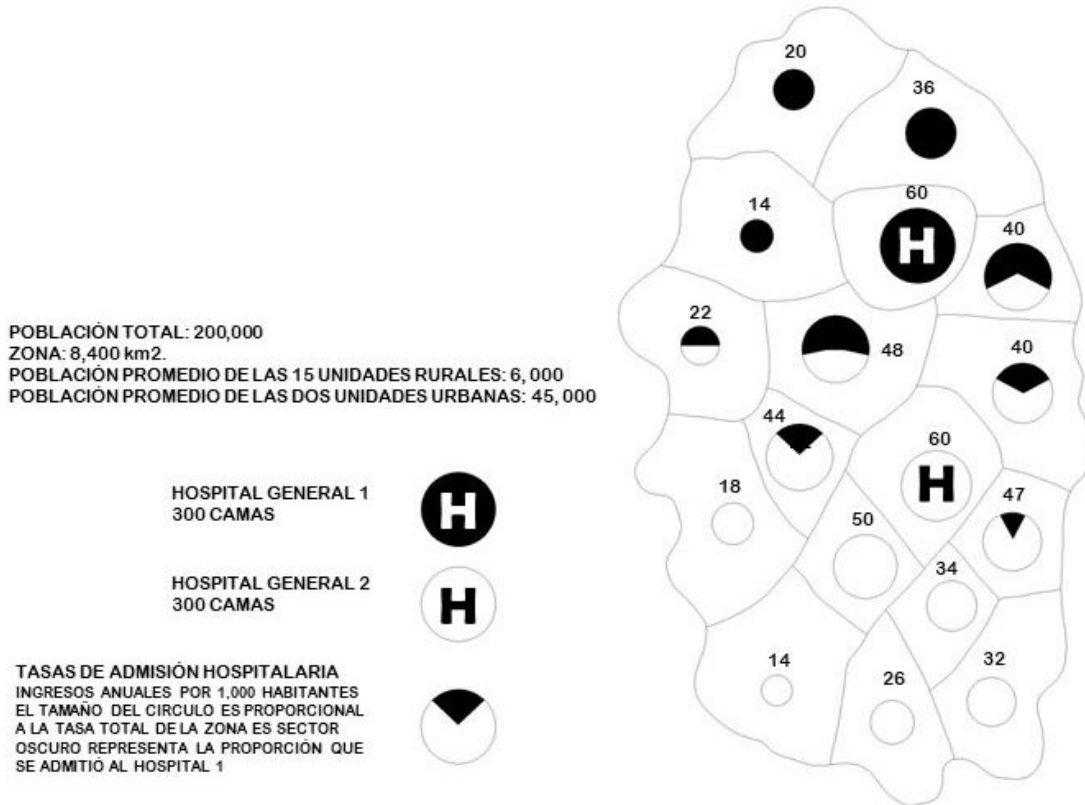 20
36
60
14
40
H
22
48
40
44
60
18
H
47
50
34
14
26
32
POBLACIÓN TOTAL: 200,000
ZONA: 8,400 km2.
POBLACIÓN PROMEDIO DE LAS 15 UNIDADES RURALES: 6, 000
POBLACIÓN PROMEDIO DE LAS DOS UNIDADES URBANAS: 45, 000
HOSPITAL GENERAL 1
300 CAMAS
H
HOSPITAL GENERAL 2
300 CAMAS
H
TASAS DE ADMISIÓN HOSPITALARIA
INGRESOS ANUALES POR 1,000 HABITANTES
EL TAMAÑO DEL CIRCULO ES PROPORCIONAL
A LA TASA TOTAL DE LA ZONA ES SECTOR
OSCURO REPRESENTA LA PROPORCIÓN QUE
SE ADMITIÓ AL HOSPITAL 1